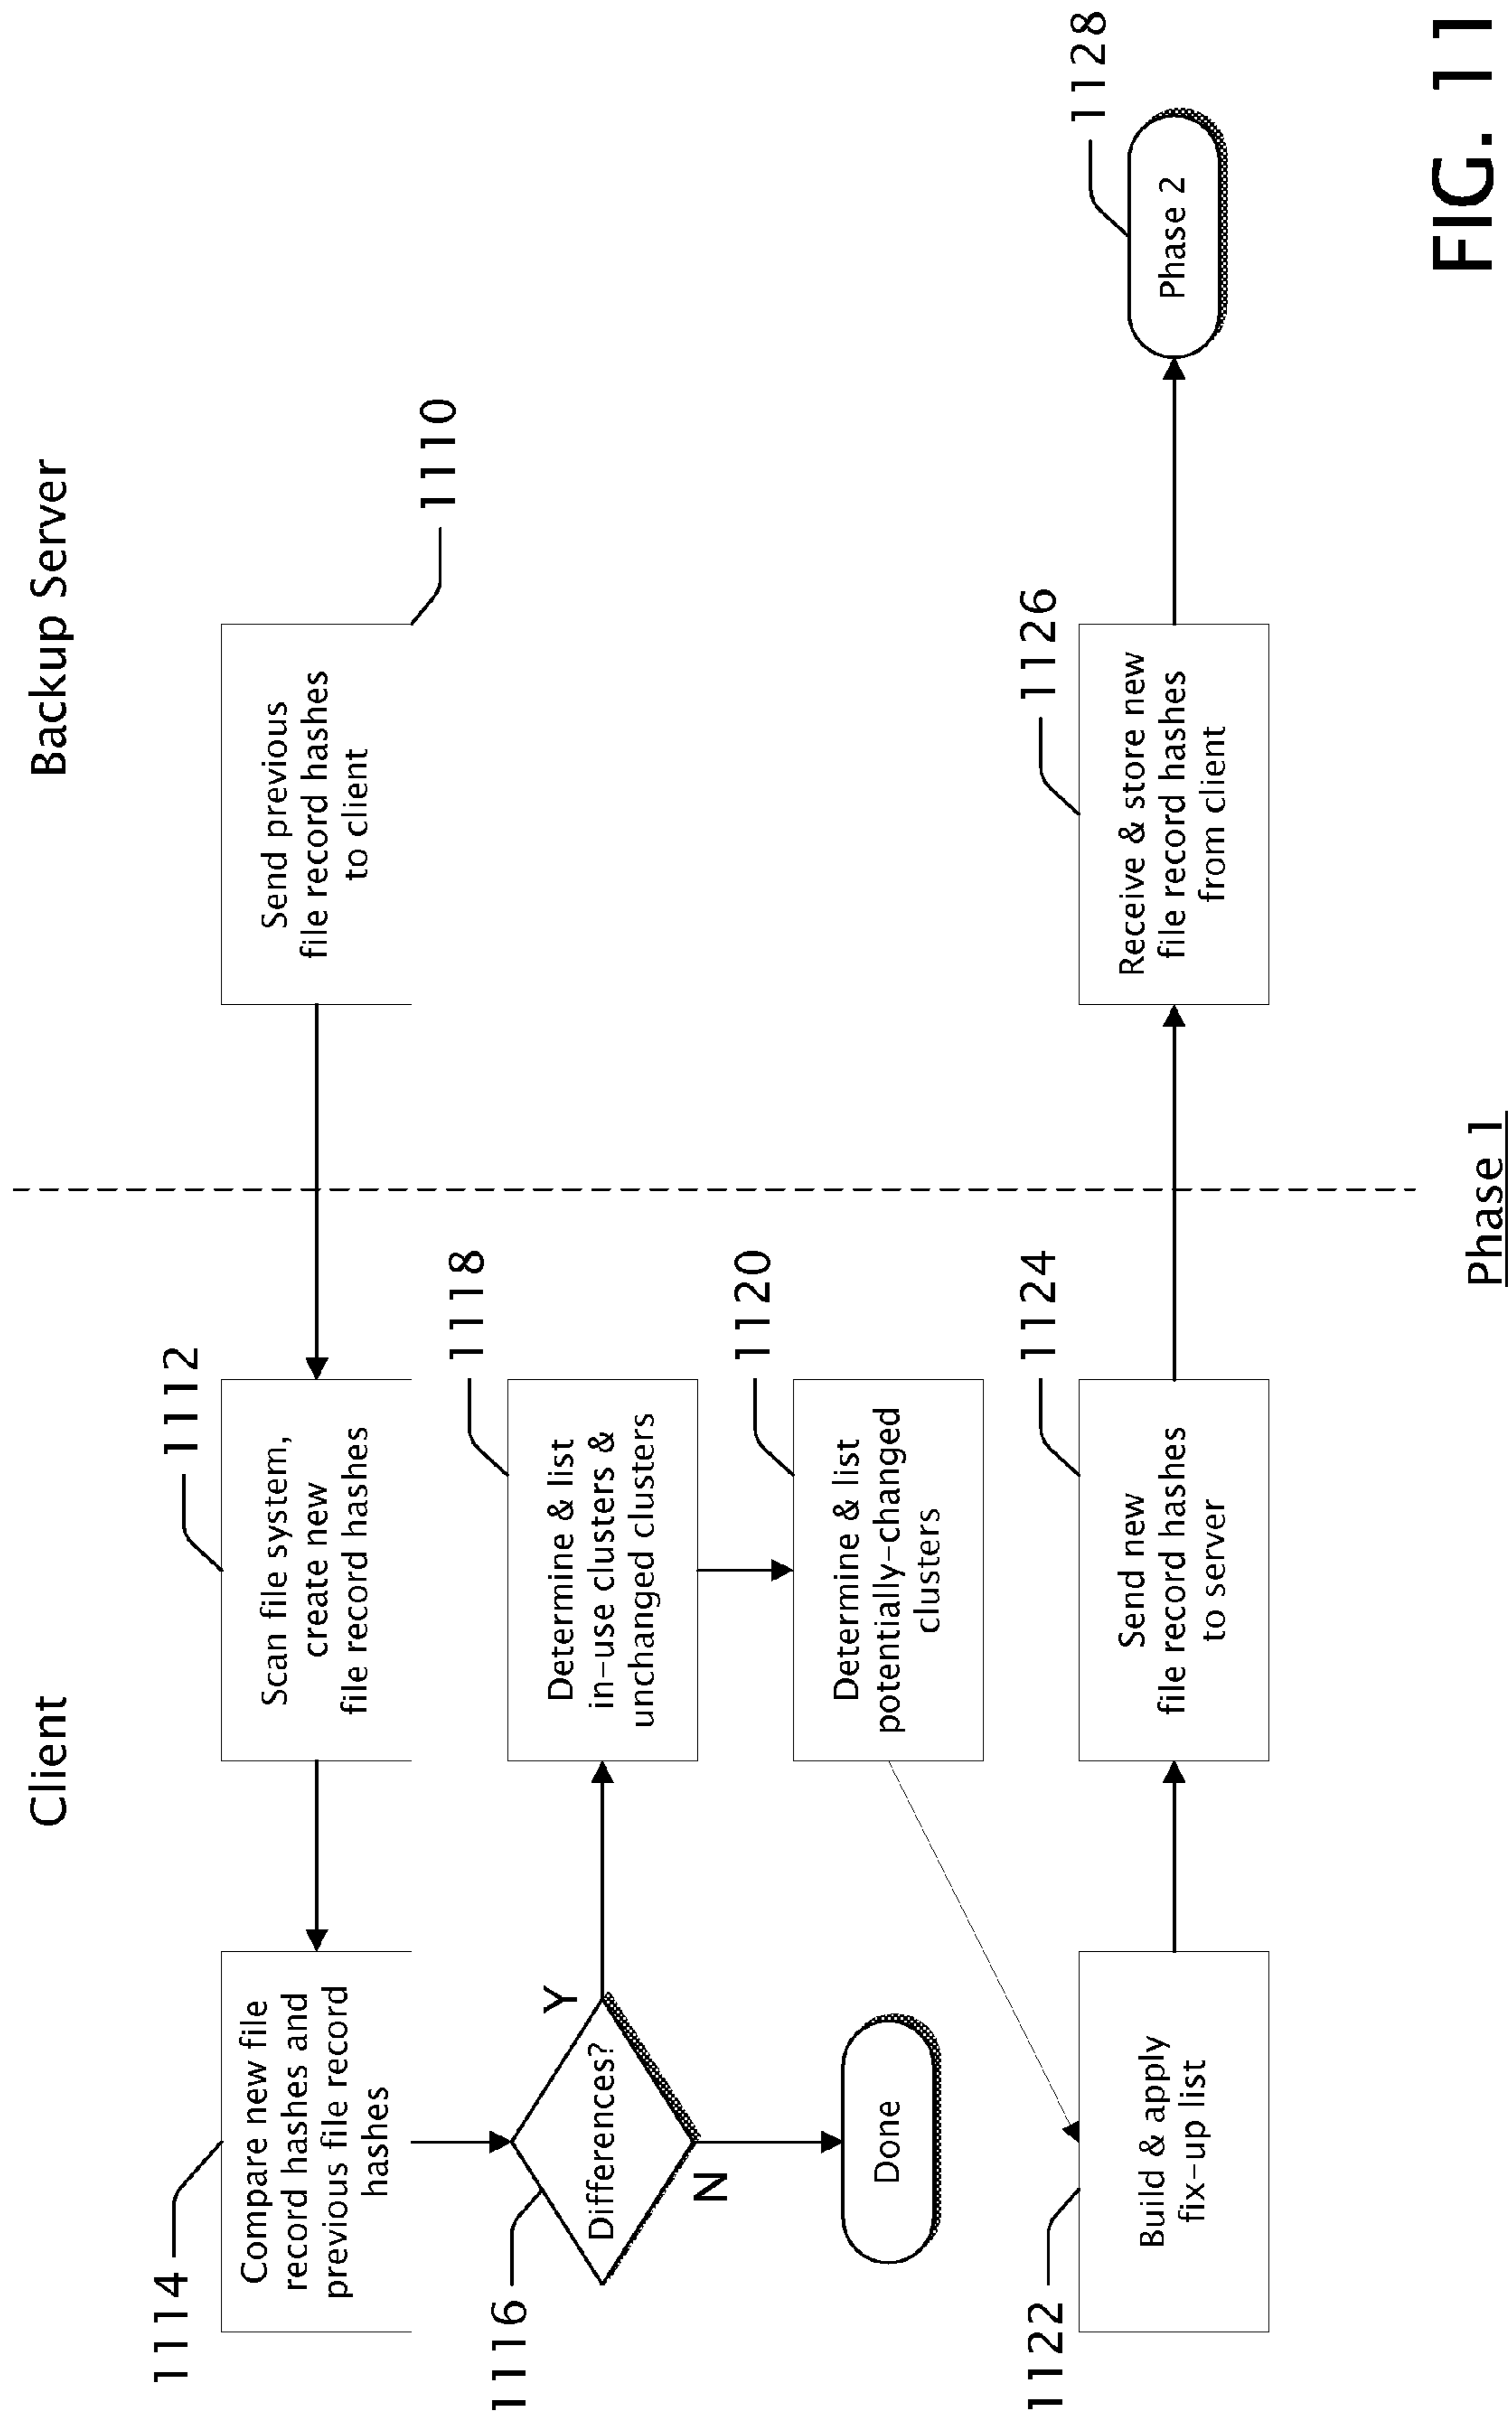 Client
Backup Server
1110
Send previous
file record hashes
to client
1112
Scan file system,
create new
file record hashes
1114
Compare new file
record hashes and
previous file record
hashes
1116
Differences?
Y
N
Done
1118
Determine & list
in-use clusters &
unchanged clusters
1120
Determine & list
potentially-changed
clusters
1122
Build & apply
fix-up list
1124
Send new
file record hashes
to server
1126
Receive & store new
file record hashes
from client
1128
Phase 2
Phase 1
FIG. 11